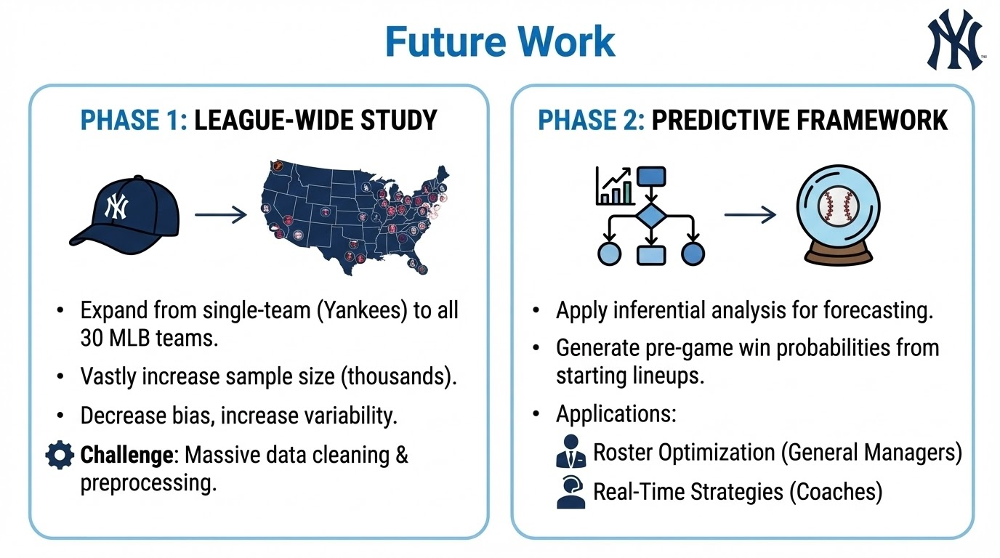 Future Work
NY
TM
PHASE 1: LEAGUE-WIDE STUDY
NY
• Expand from single-team (Yankees) to all
30 MLB teams.
• Vastly increase sample size (thousands).
• Decrease bias, increase variability.
Challenge: Massive data cleaning &
preprocessing.
PHASE 2: PREDICTIVE FRAMEWORK
• Apply inferential analysis for forecasting.
• Generate pre-game win probabilities from
starting lineups.
• Applications:
Roster Optimization (General Managers)
Real-Time Strategies (Coaches)